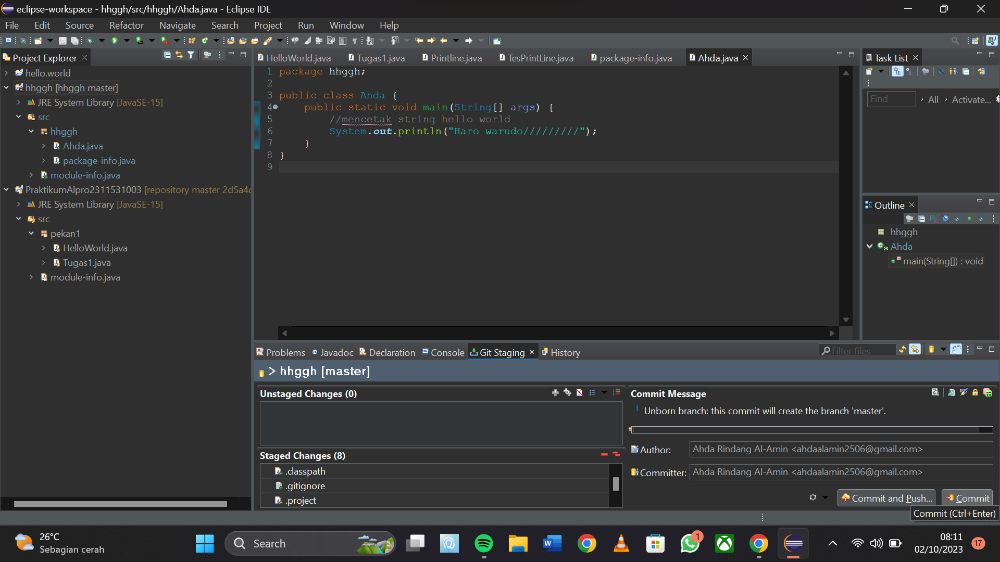 eclipse-workspace - hhggh/src/hhggh/Ahda.java - Eclipse IDE
File Edit Source Refactor Navigate Search Project Run Window Help
Project Explorer
hello.world
hhggh [hhggh master]
JRE System Library [JavaSE-15]
src
hhggh
Ahda.java
package-info.java
module-info.java
PraktikumAlpro2311531003 [repository master 2d5a4c
JRE System Library [JavaSE-15]
src
pekan1
HelloWorld.java
Tugas1.java
module-info.java
HelloWorld.java Tugas1.java Printline.java TesPrintLine.java package-info.java Ahda.java
1 package hhggh;
2
3 public class Ahda {
4 public static void main(String[] args) {
5 //mencetak string hello world
6 System.out.println("Haro warudo/////////");
7 }
8 }
9
Task List
Find All Activate...
Outline
hhggh
Ahda
main(String[]) : void
Problems Javadoc Declaration Console Git Staging History
Filter files
> hhggh [master]
Unstaged Changes (0)
Staged Changes (8)
.classpath
.gitignore
.project
Commit Message
Unborn branch: this commit will create the branch 'master'.
Author: Ahda Rindang Al-Amin <ahdaalamin2506@gmail.com>
Committer: Ahda Rindang Al-Amin <ahdaalamin2506@gmail.com>
Commit and Push... Commit
Commit (Ctrl+Enter)
26°C
Sebagian cerah
Search
1
08:11
02/10/2023
17